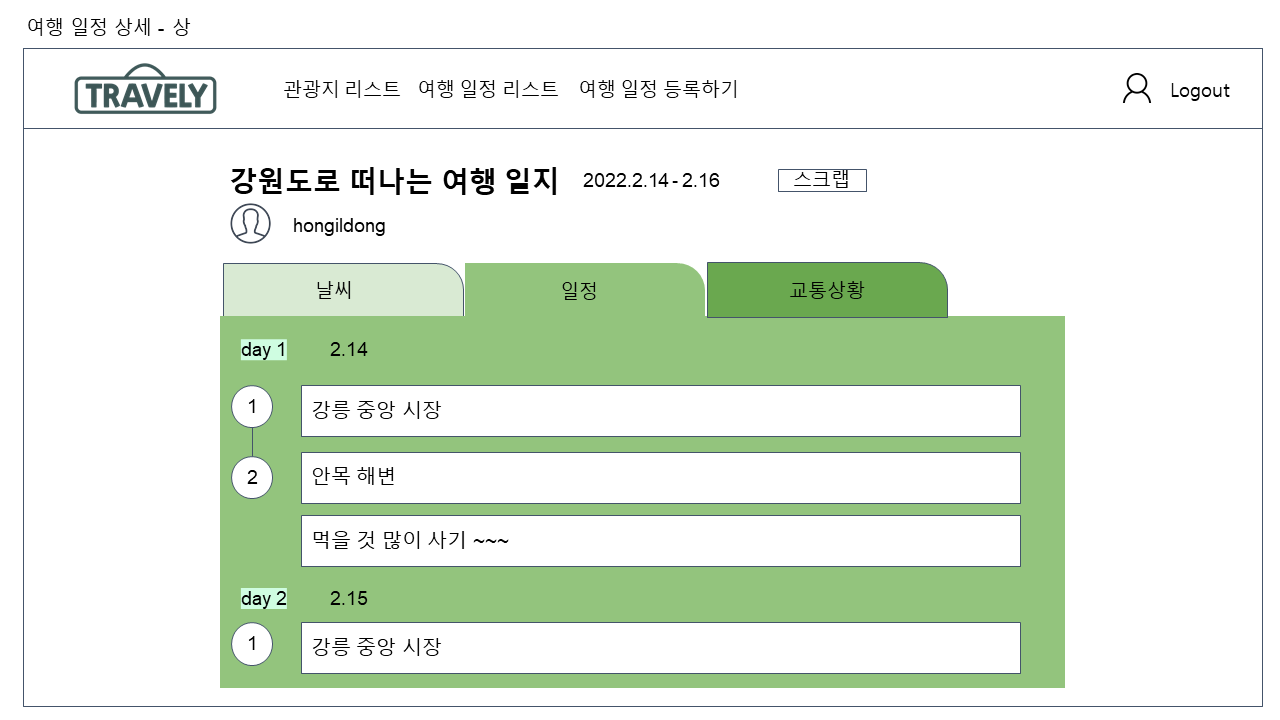 여행 일정 상세 - 상
TRAVELY 관광지 리스트 여행 일정 리스트 여행 일정 등록하기 Logout
강원도로 떠나는 여행 일지 2022.2.14 - 2.16 스크랩
hongildong
날씨 일정 교통상황
day 1 2.14
1 강릉 중앙 시장
2 안목 해변
먹을 것 많이 사기 ~~~
day 2 2.15
1 강릉 중앙 시장